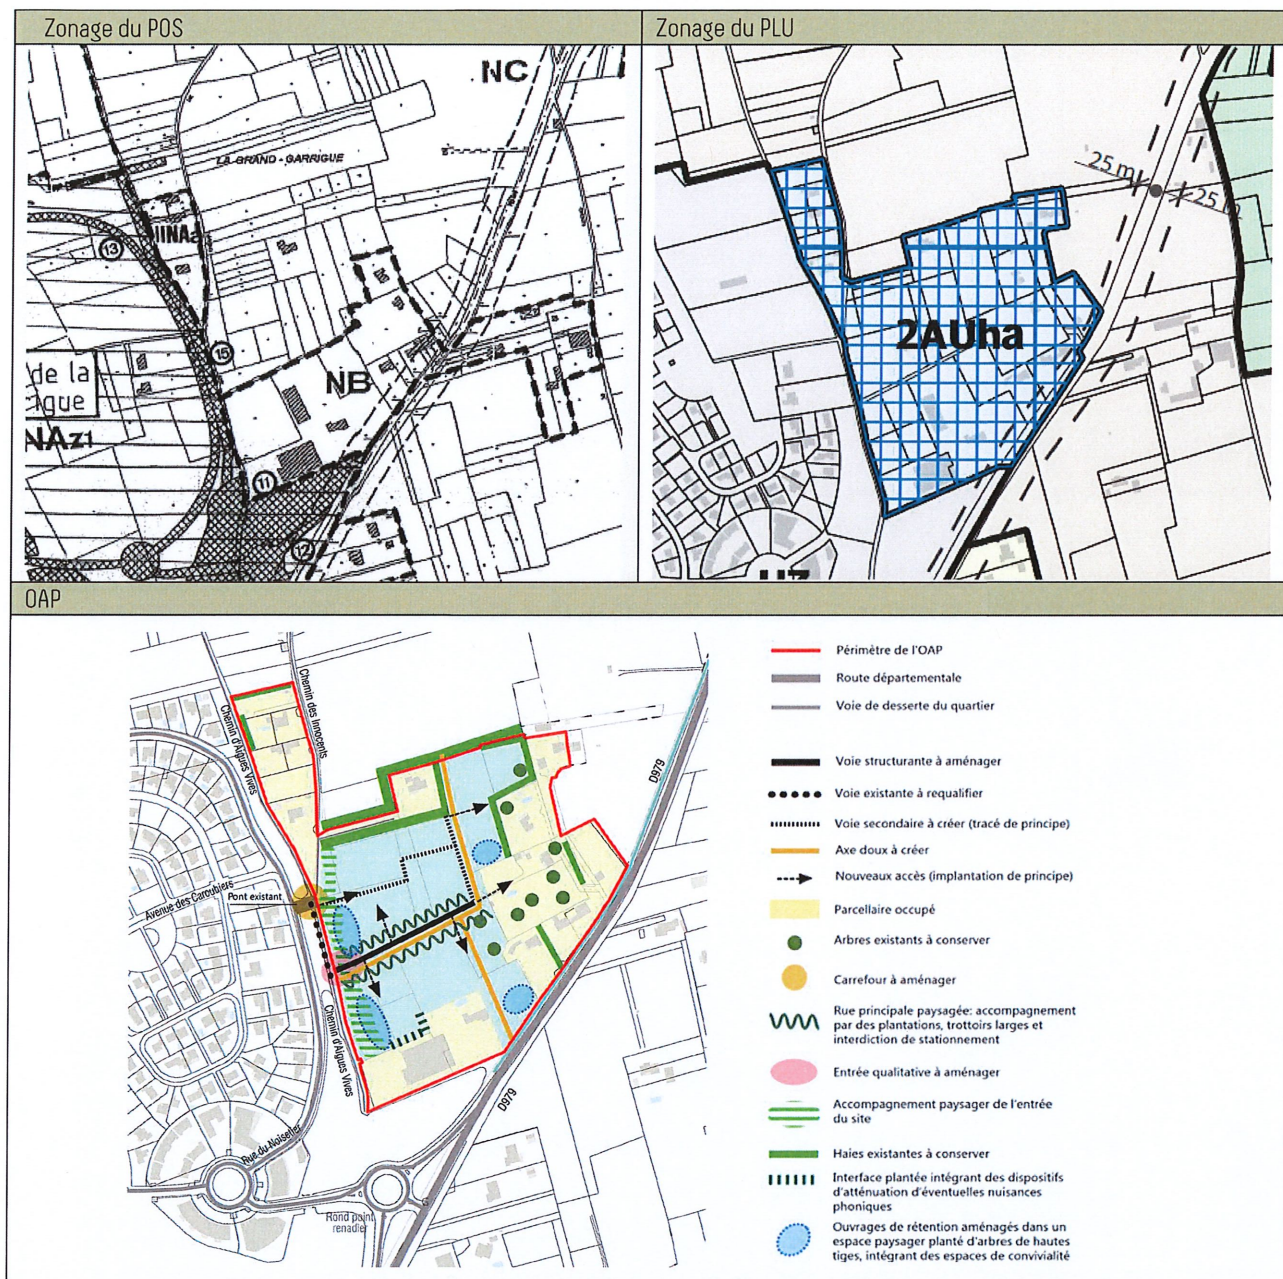 Zonage du POS
Zonage du PLU
NC
LA GRAND-GARRIGUE
IINAa
13
15
de la
igue
NAz1
NB
11
12
25 m
25
2AUha
OAP
Chemin des Innocents
Chemin d'Aigues Vives
D979
Avenue des Caroubiers
Pont existant
Chemin d'Aigues Vives
D979
Rue du Noisetier
Rond point
renadier
Périmètre de l'OAP
Route départementale
Voie de desserte du quartier
Voie structurante à aménager
Voie existante à requalifier
Voie secondaire à créer (tracé de principe)
Axe doux à créer
Nouveaux accès (implantation de principe)
Parcellaire occupé
Arbres existants à conserver
Carrefour à aménager
Rue principale paysagée: accompagnement
par des plantations, trottoirs larges et
interdiction de stationnement
Entrée qualitative à aménager
Accompagnement paysager de l'entrée
du site
Haies existantes à conserver
Interface plantée intégrant des dispositifs
d'atténuation d'éventuelles nuisances
phoniques
Ouvrages de rétention aménagés dans un
espace paysager planté d'arbres de hautes
tiges, intégrant des espaces de convivialité